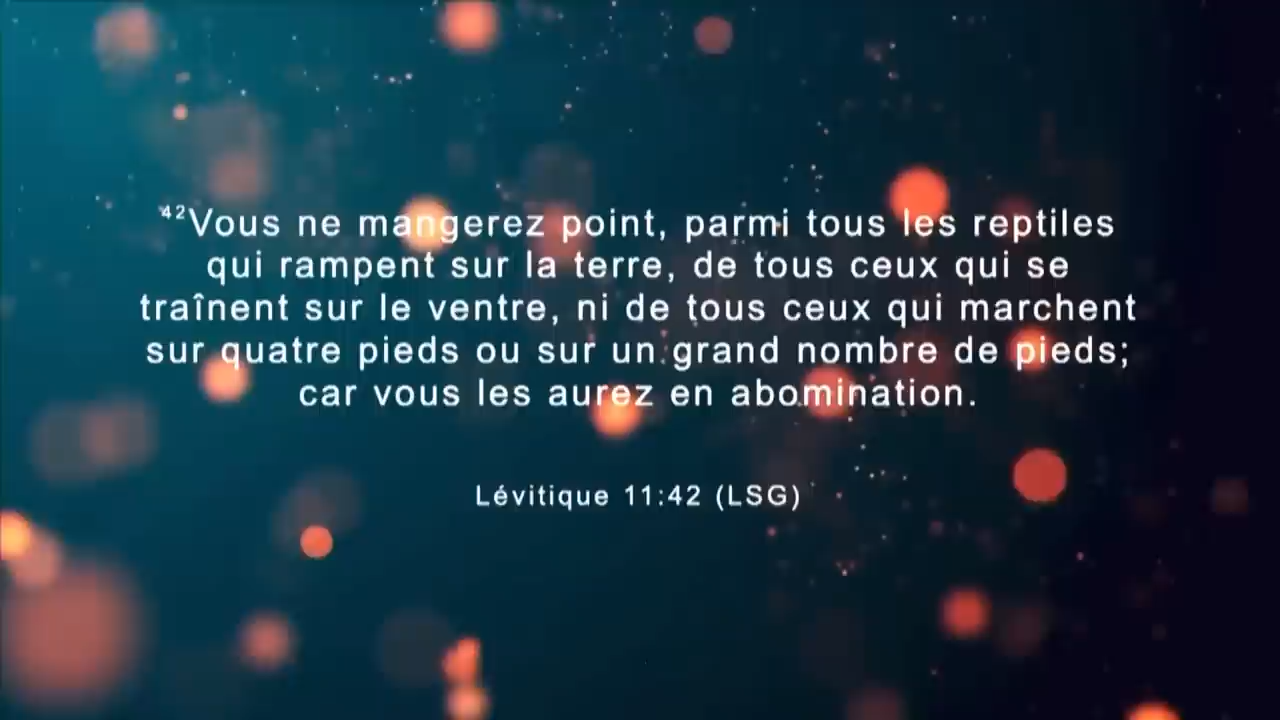 ⁴²Vous ne mangerez point, parmi tous les reptiles
qui rampent sur la terre, de tous ceux qui se
traînent sur le ventre, ni de tous ceux qui marchent
sur quatre pieds ou sur un grand nombre de pieds;
car vous les aurez en abomination.
Lévitique 11:42 (LSG)